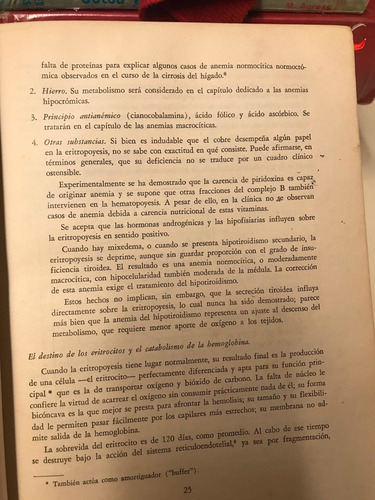 M. Agrest
falta de proteínas para explicar algunos casos de anemia normocítica normocró-
mica observados en el curso de la cirrosis del hígado.*
2. Hierro. Su metabolismo será considerado en el capítulo dedicado a las anemias
hipocrómicas.
3. Principio antianémico (cianocobalamina), ácido fólico y ácido ascórbico. Se
tratarán en el capítulo de las anemias macrocíticas.
4. Otras substancias. Si bien es indudable que el cobre desempeña algún papel
en la eritropoyesis, no se sabe con exactitud en qué consiste. Puede afirmarse, en
términos generales, que su deficiencia no se traduce por un cuadro clínico
ostensible.
Experimentalmente se ha demostrado que la carencia de piridoxina es capaz
de originar anemia y se supone que otras fracciones del complejo B también
intervienen en la hematopoyesis. A pesar de ello, en la clínica no se observan
casos de anemia debida a carencia nutricional de estas vitaminas.
Se acepta que las hormonas androgénicas y las hipofisiarias influyen sobre
la eritropoyesis en sentido positivo.
Cuando hay mixedema, o cuando se presenta hipotiroidismo secundario, la
eritropoyesis se deprime, aunque sin guardar proporción con el grado de insu-
ficiencia tiroidea. El resultado es una anemia normocítica, o moderadamente
macrocítica, con hipocelularidad también moderada de la médula. La corrección
de esta anemia exige el tratamiento del hipotiroidismo.
Estos hechos no implican, sin embargo, que la secreción tiroidea influya
directamente sobre la eritropoyesis, lo cual nunca ha sido demostrado; parece
más bien que la anemia del hipotiroidismo representa un ajuste al descenso del
metabolismo, que requiere menor aporte de oxígeno a los tejidos.
El destino de los eritrocitos y el catabolismo de la hemoglobina.
Cuando la eritropoyesis tiene lugar normalmente, su resultado final es la producción
de una célula —el eritrocito— perfectamente diferenciada y apta para su función prin-
cipal * que es la de transportar oxígeno y bióxido de carbono. La falta de núcleo le
confiere la virtud de acarrear el oxígeno sin consumir prácticamente nada de él; su forma
bicóncava es la que mejor se presta para afrontar la hemolisis; su tamaño y su flexibili-
dad le permiten pasar fácilmente por los capilares más estrechos; su membrana no ad-
mite salida de hemoglobina.
La sobrevida del eritrocito es de 120 días, como promedio. Al cabo de ese tiempo
se destruye bajo la acción del sistema reticuloendotelial,⁶ ya sea por fragmentación,
* También actúa como amortiguador ("buffer").
25